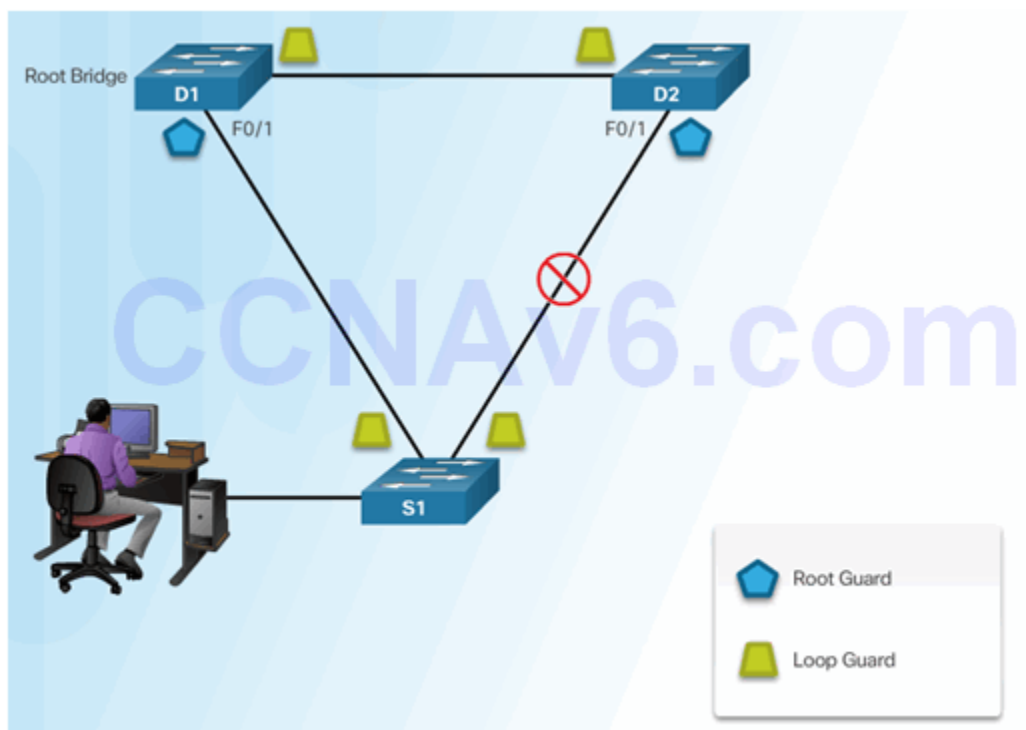 Root Bridge
D1
D2
F0/1
F0/1
CCNAv6.com
S1
Root Guard
Loop Guard